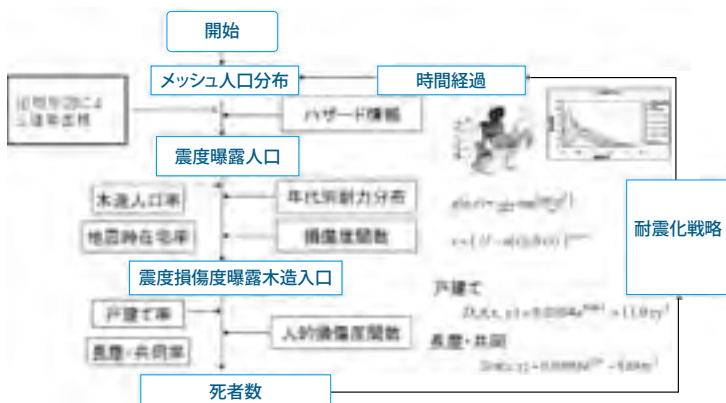 開始
メッシュ人口分布
時間経過
ハザード情報
震度曝露人口
木造人口率
年代別耐力分布
地震時在宅率
損傷度関数
耐震化戦略
震度損傷度曝露木造入口
戸建て
戸建て率
人的損傷度関数
長屋・共同
長屋・共同率
死者数